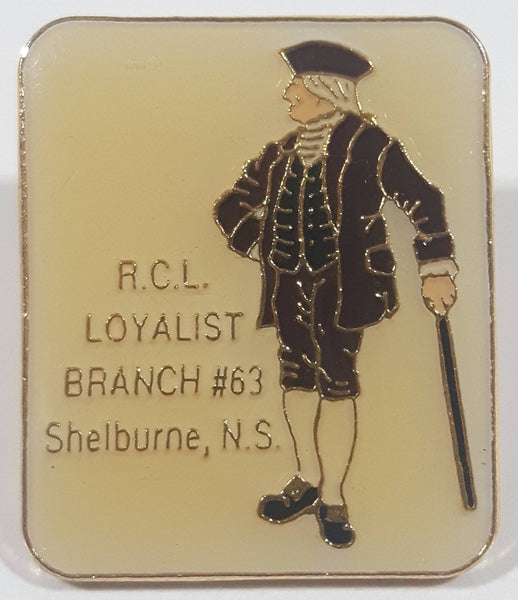 R.C.L.
LOYALIST
BRANCH #63
Shelburne, N.S.